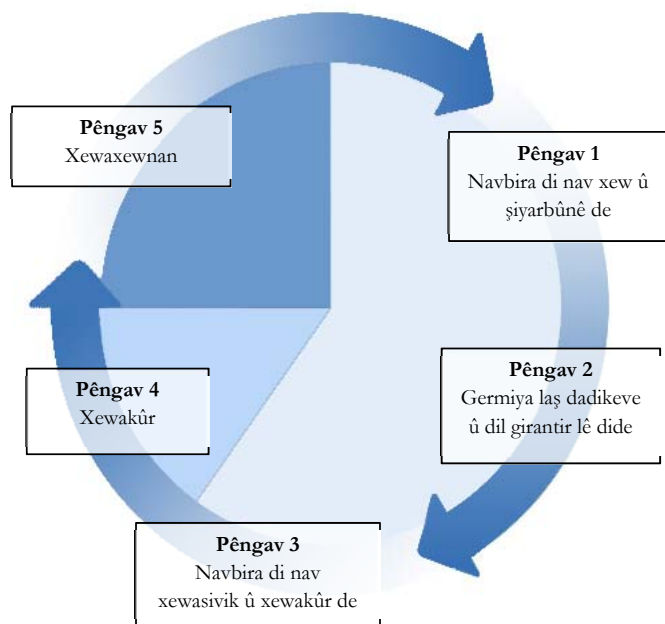 Pêngav 5
Xewaxewnan
Pêngav 1
Navbira di nav xew û
şiyarbûnê de
Pêngav 2
Germiya laş dadikeve
û dil girantir lê dide
Pêngav 4
Xewakûr
Pêngav 3
Navbira di nav
xewasivik û xewakûr de